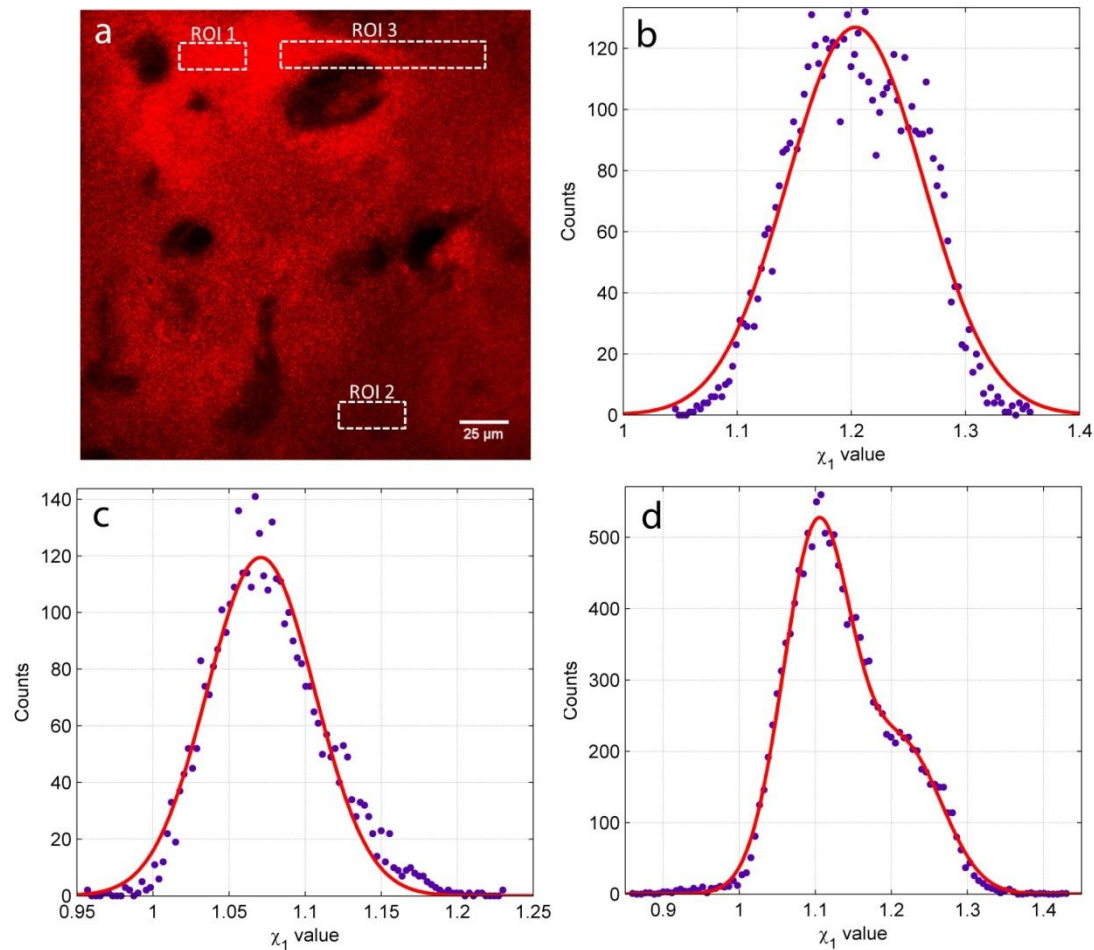 a
ROI 1
ROI 3
ROI 2
25 μm
b
Counts
120
100
80
60
40
20
0
1 1.1 1.2 1.3 1.4
χ1 value
c
Counts
140
120
100
80
60
40
20
0
0.95 1 1.05 1.1 1.15 1.2 1.25
χ1 value
d
Counts
500
400
300
200
100
0
0.9 1 1.1 1.2 1.3 1.4
χ1 value